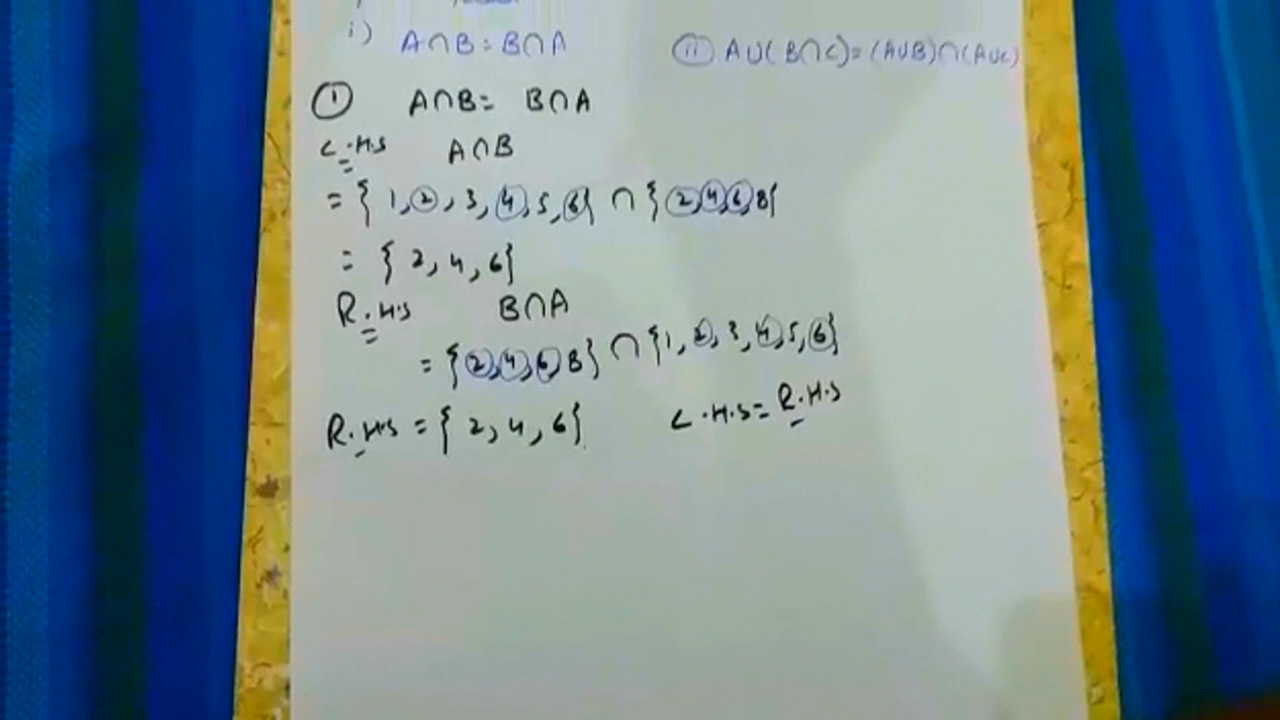 i) A∩B = B∩A (ii) A∪(B∩C) = (A∪B)∩(A∪C)
(1) A∩B = B∩A
L.H.S A∩B
= { 1, 2, 3, 4, 5, 6} ∩ { 2, 4, 6, 8}
= { 2, 4, 6}
R.H.S B∩A
= { 2, 4, 6, 8} ∩ {1, 2, 3, 4, 5, 6}
R.H.S = { 2, 4, 6} L.H.S = R.H.S